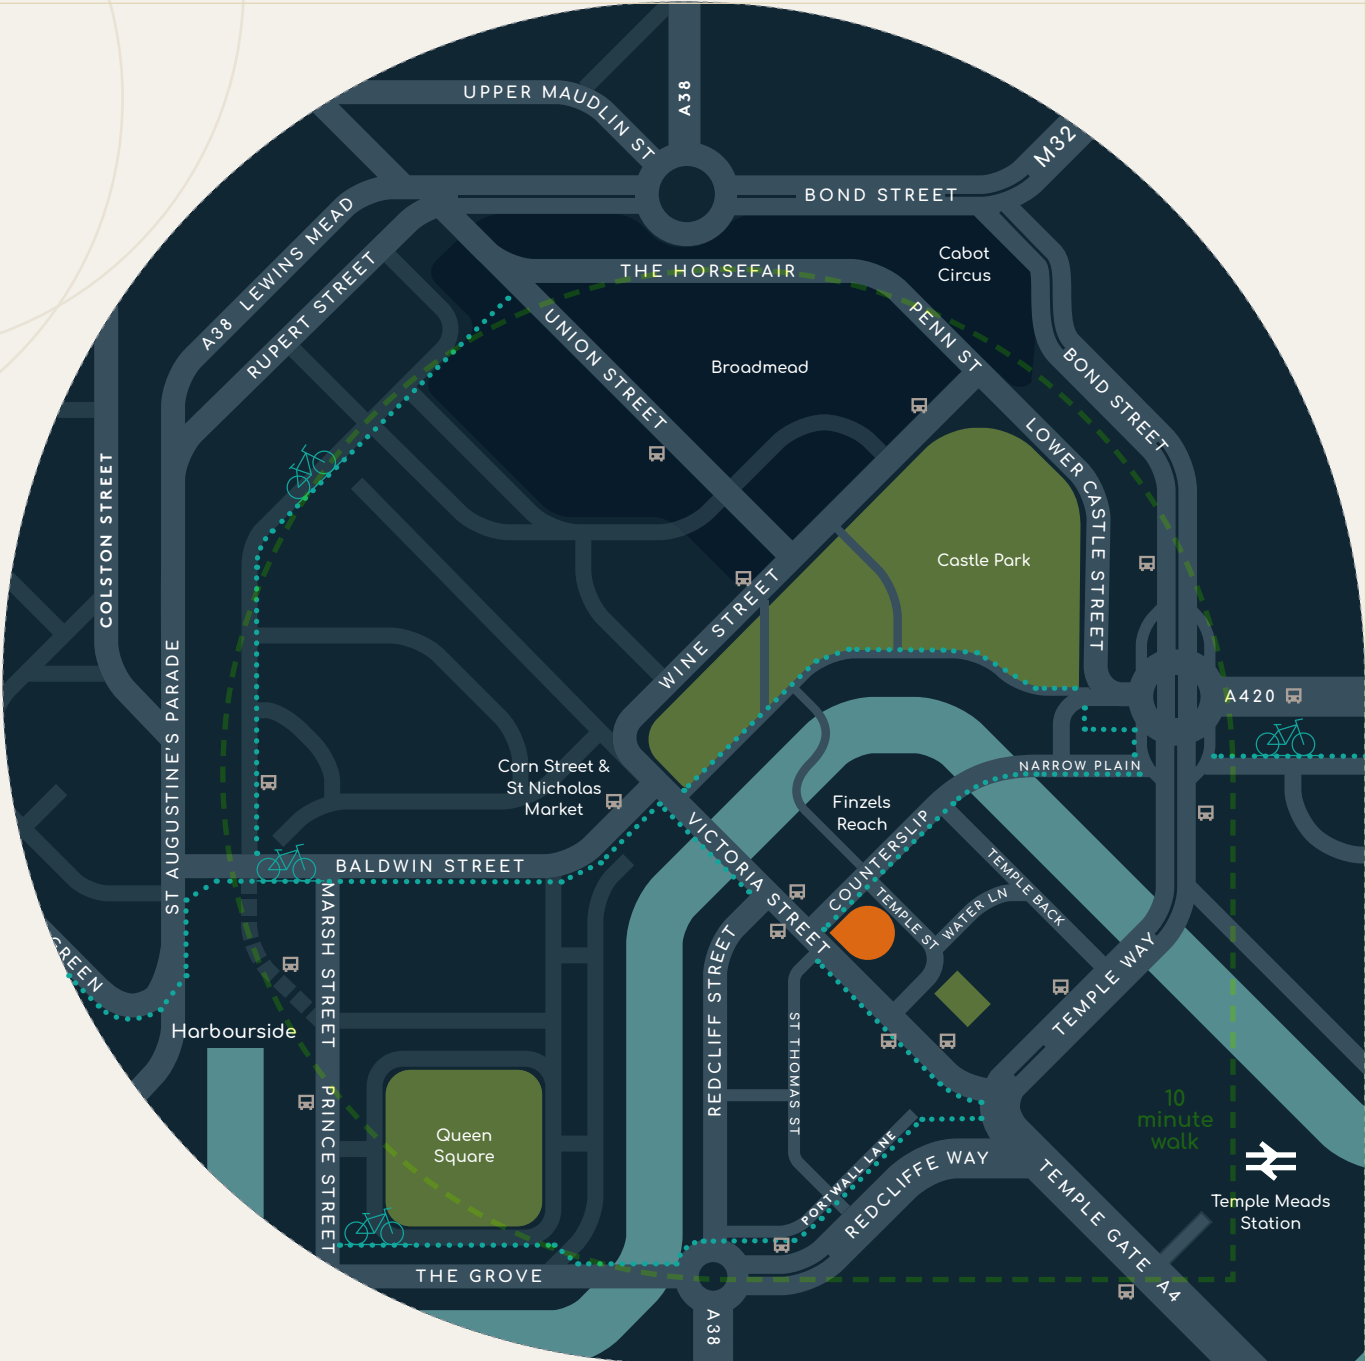 A38
UPPER MAUDLIN ST
M32
BOND STREET
A38 LEWINS MEAD
RUPERT STREET
Cabot
Circus
THE HORSEFAIR
PENN ST
UNION STREET
Broadmead
BOND STREET
LOWER CASTLE STREET
COLSTON STREET
Castle Park
WINE STREET
ST AUGUSTINE'S PARADE
A420
Corn Street &
St Nicholas
Market
NARROW PLAIN
Finzels
Reach
VICTORIA STREET
COUNTERSLIP
BALDWIN STREET
TEMPLE BACK
TEMPLE ST
WATER LN
MARSH STREET
GREEN
REDCLIFF STREET
TEMPLE WAY
Harbourside
ST THOMAS ST
PRINCE STREET
10
minute
walk
Queen
Square
PORTWALL LANE
REDCLIFFE WAY
TEMPLE GATE A4
Temple Meads
Station
THE GROVE
A38